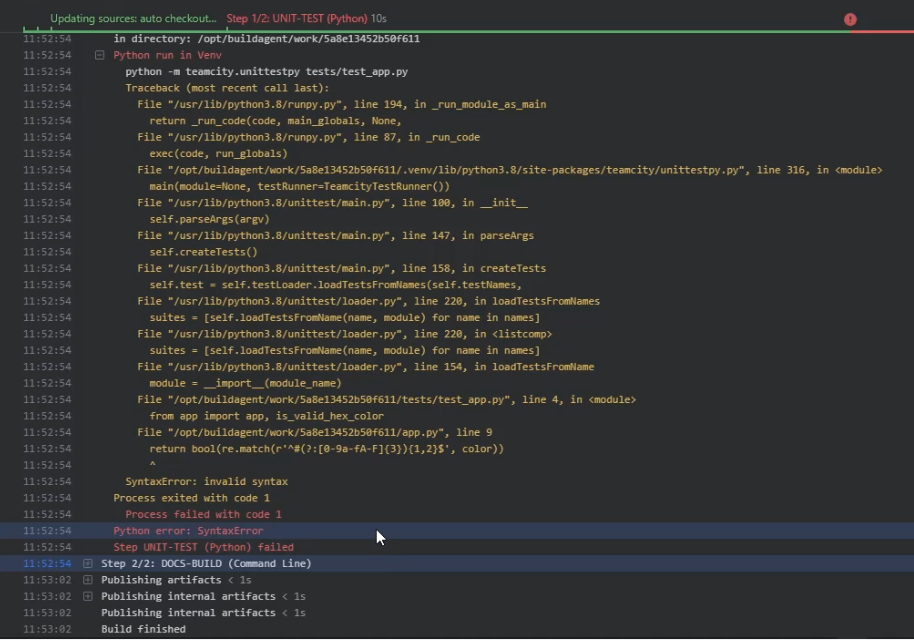 Updating sources: auto checkout... Step 1/2: UNIT-TEST (Python) 10s
11:52:54 in directory: /opt/buildagent/work/5a8e13452b50f611
11:52:54 Python run in Venv
11:52:54 python -m teamcity.unittestpy tests/test_app.py
11:52:54 Traceback (most recent call last):
11:52:54 File "/usr/lib/python3.8/runpy.py", line 194, in _run_module_as_main
11:52:54 return _run_code(code, main_globals, None,
11:52:54 File "/usr/lib/python3.8/runpy.py", line 87, in _run_code
11:52:54 exec(code, run_globals)
11:52:54 File "/opt/buildagent/work/5a8e13452b50f611/.venv/lib/python3.8/site-packages/teamcity/unittestpy.py", line 316, in <module>
11:52:54 main(module=None, testRunner=TeamcityTestRunner())
11:52:54 File "/usr/lib/python3.8/unittest/main.py", line 100, in __init__
11:52:54 self.parseArgs(argv)
11:52:54 File "/usr/lib/python3.8/unittest/main.py", line 147, in parseArgs
11:52:54 self.createTests()
11:52:54 File "/usr/lib/python3.8/unittest/main.py", line 158, in createTests
11:52:54 self.test = self.testLoader.loadTestsFromNames(self.testNames,
11:52:54 File "/usr/lib/python3.8/unittest/loader.py", line 220, in loadTestsFromNames
11:52:54 suites = [self.loadTestsFromName(name, module) for name in names]
11:52:54 File "/usr/lib/python3.8/unittest/loader.py", line 220, in <listcomp>
11:52:54 suites = [self.loadTestsFromName(name, module) for name in names]
11:52:54 File "/usr/lib/python3.8/unittest/loader.py", line 154, in loadTestsFromName
11:52:54 module = __import__(module_name)
11:52:54 File "/opt/buildagent/work/5a8e13452b50f611/tests/test_app.py", line 4, in <module>
11:52:54 from app import app, is_valid_hex_color
11:52:54 File "/opt/buildagent/work/5a8e13452b50f611/app.py", line 9
11:52:54 return bool(re.match(r'^#(?:[0-9a-fA-F]{3}){1,2}$', color))
11:52:54 ^
11:52:54 SyntaxError: invalid syntax
11:52:54 Process exited with code 1
11:52:54 Process failed with code 1
11:52:54 Python error: SyntaxError
11:52:54 Step UNIT-TEST (Python) failed
11:52:54 Step 2/2: DOCS-BUILD (Command Line)
11:53:02 Publishing artifacts < 1s
11:53:02 Publishing internal artifacts < 1s
11:53:02 Publishing internal artifacts < 1s
11:53:02 Build finished